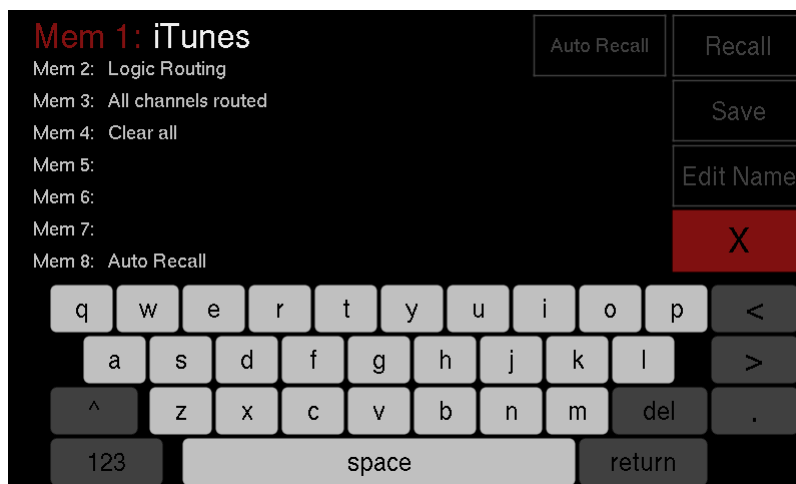 Mem 1: iTunes
Auto Recall
Recall
Mem 2: Logic Routing
Mem 3: All channels routed
Save
Mem 4: Clear all
Mem 5:
Edit Name
Mem 6:
Mem 7:
X
Mem 8: Auto Recall
q w e r t y u i o p <
a s d f g h j k l >
^ z x c v b n m del .
123 space return